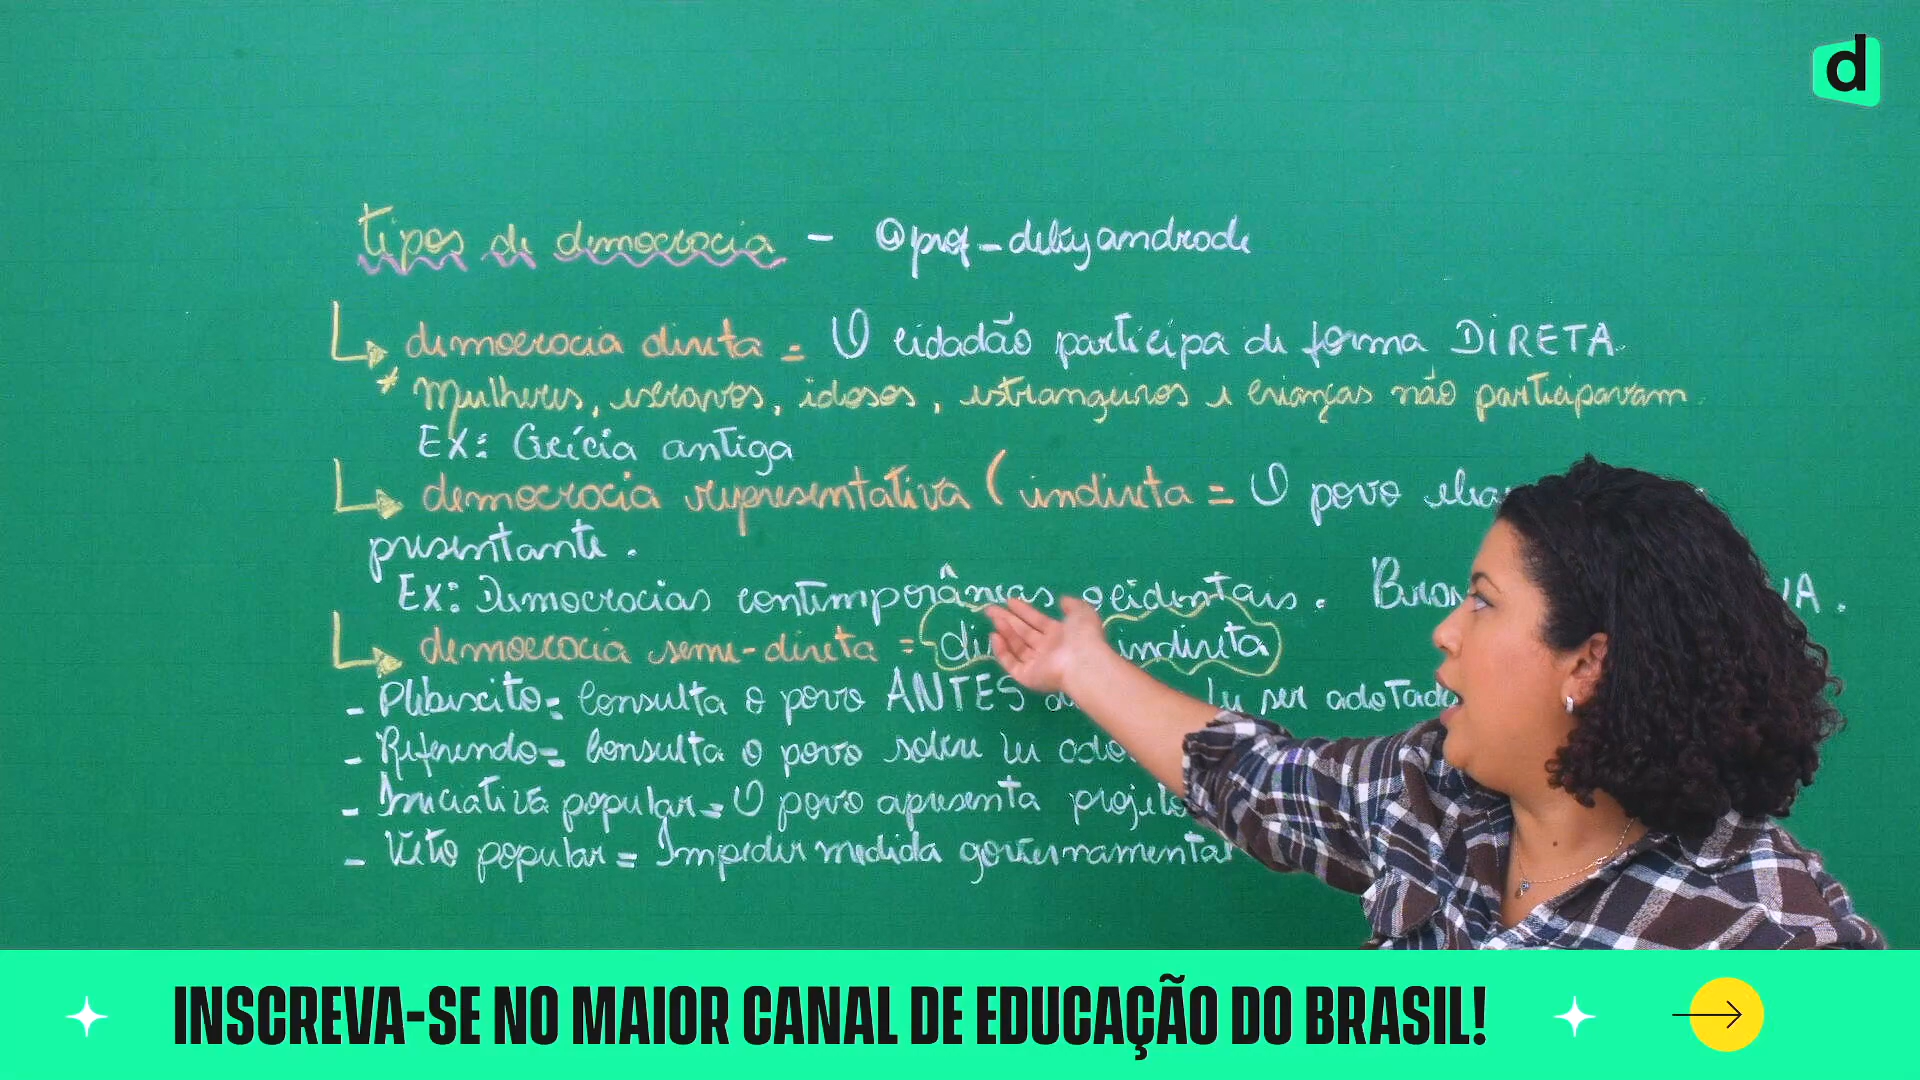 d
tipos de democracia - @prof_debyandrade
democracia direta = O cidadão participa de forma DIRETA.
* Mulheres, escravos, idosos, estrangeiros e crianças não participavam.
EX: Grécia antiga
democracia representativa (indireta = O povo
presentante.
Ex: Democracias contemporâneas ocidentais.
democracia semi-direta = indireta
- Plebiscito = Consulta o povo ANTES ser adotada
- Referendo = Consulta o povo sobre lei
- Iniciativa popular = O povo apresenta projeto
- Veto popular = Impedir medida governamental
INSCREVA-SE NO MAIOR CANAL DE EDUCAÇÃO DO BRASIL!